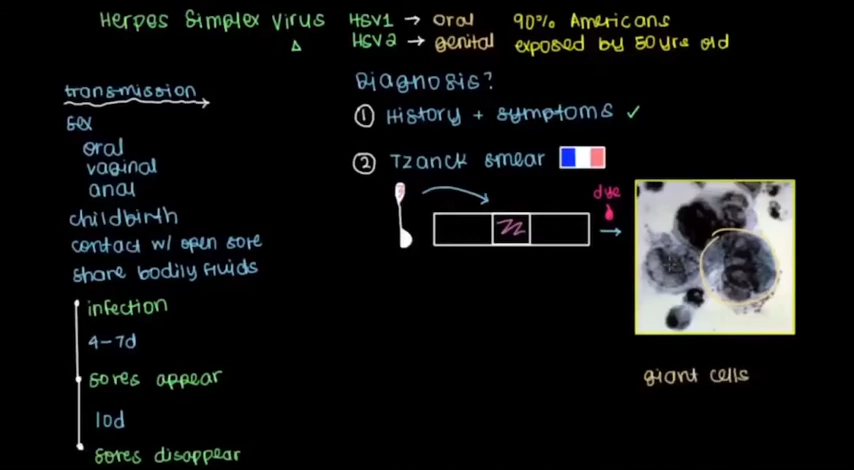 Herpes Simplex Virus
HSV1 → oral
HSV2 → genital
90% Americans
exposed by 50yrs old
transmission
sex
oral
vaginal
anal
childbirth
contact w/ open sore
share bodily fluids
infection
4-7d
sores appear
10d
sores disappear
Diagnosis?
① History + symptoms ✓
② Tzanck smear
dye
giant cells